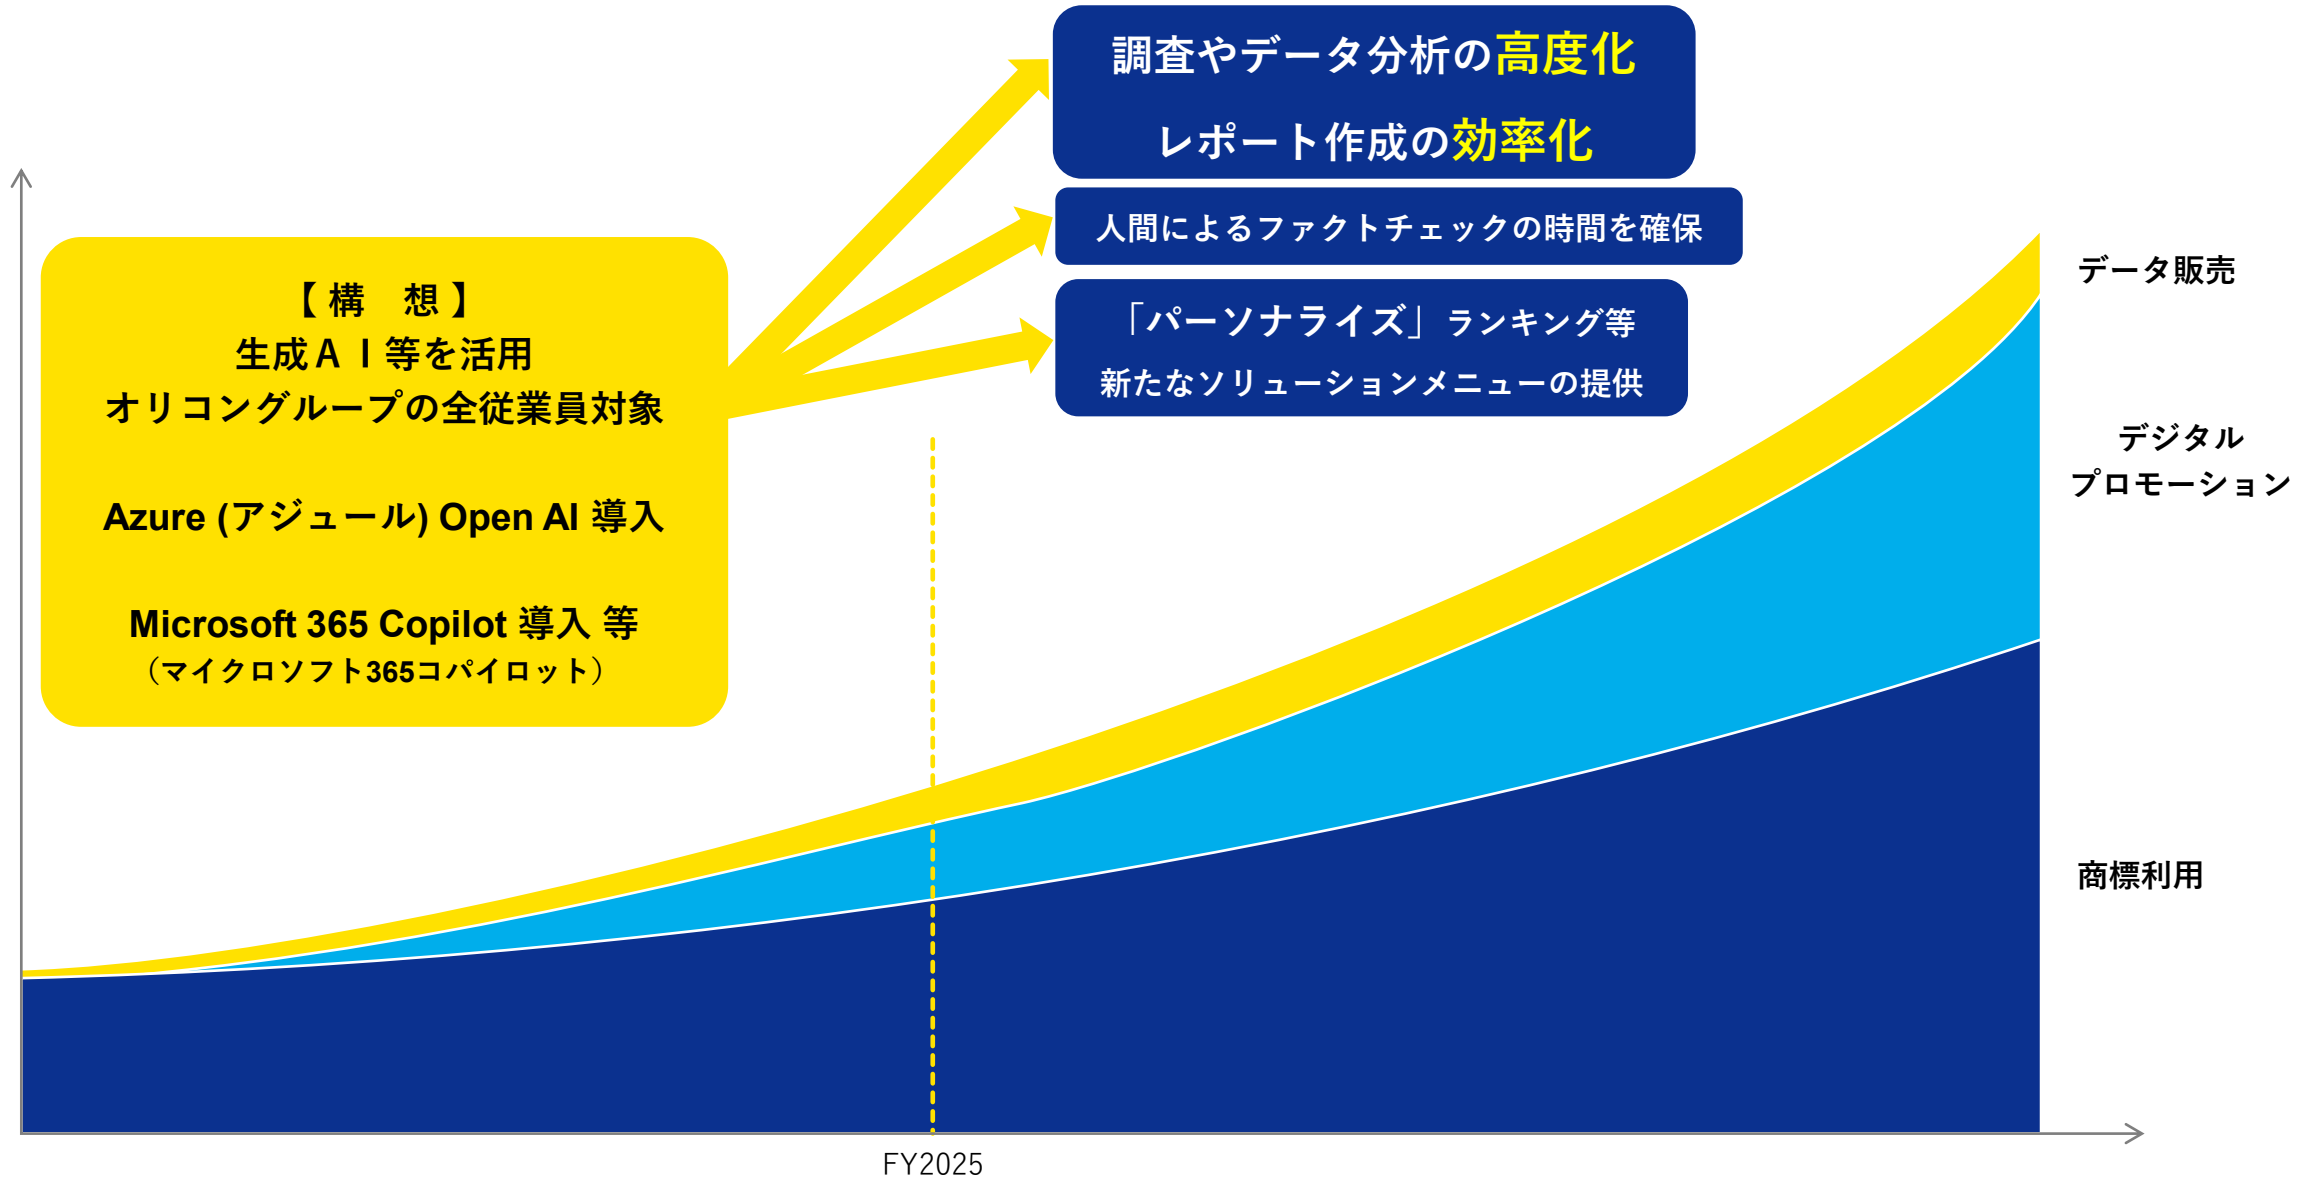 調査やデータ分析の高度化
レポート作成の効率化
人間によるファクトチェックの時間を確保
「パーソナライズ」ランキング等
新たなソリューションメニューの提供
【 構　想 】
生成ＡＩ等を活用
オリコングループの全従業員対象
Azure (アジュール) Open AI 導入
Microsoft 365 Copilot 導入 等
（マイクロソフト365コパイロット）
データ販売
デジタル
プロモーション
商標利用
FY2025